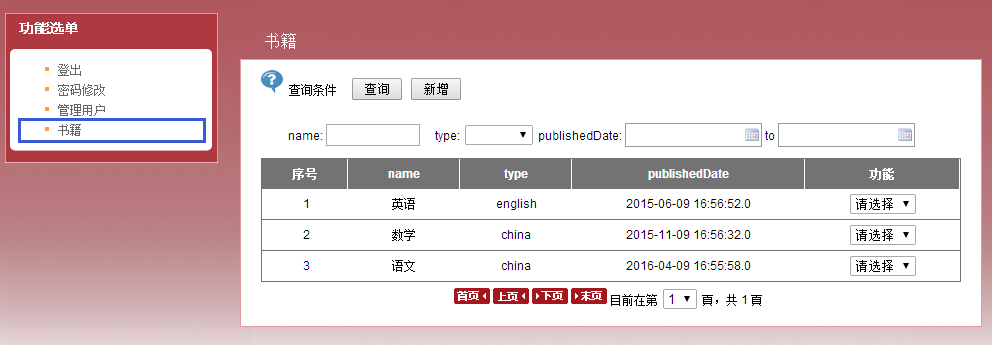 功能选单
登出
密码修改
管理用户
书籍
书籍
查询条件 查询 新增
name: type: publishedDate: to
序号 name type publishedDate 功能
1 英语 english 2015-06-09 16:56:52.0 请选择
2 数学 china 2015-11-09 16:56:32.0 请选择
3 语文 china 2016-04-09 16:55:58.0 请选择
首页 上页 下页 末页 目前在第 1 頁，共 1 頁